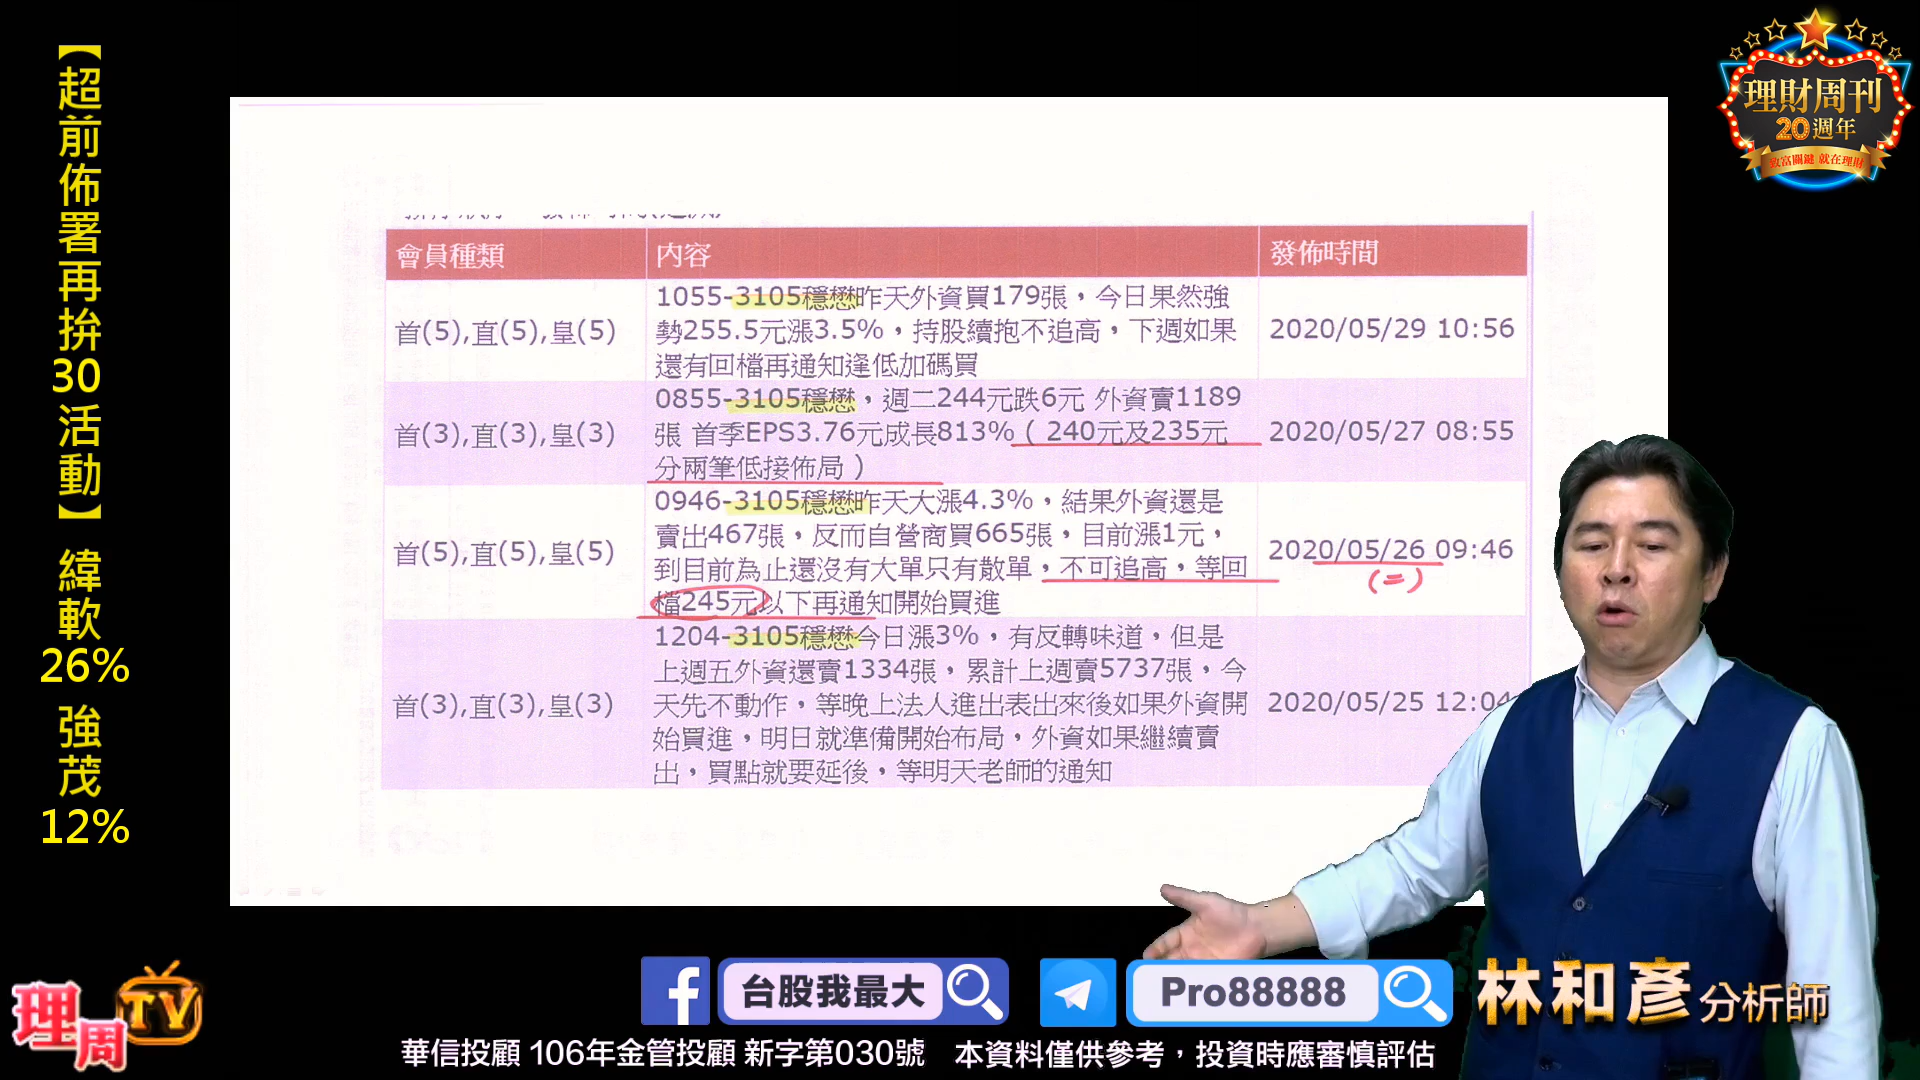 【超前佈署再拚30活動】緯軟26% 強茂12%
理財周刊
20週年
致富關鍵 就在理財
會員種類
內容
發佈時間
首(5),直(5),皇(5)
1055-3105穩懋昨天外資買179張，今日果然強
勢255.5元漲3.5%，持股續抱不追高，下週如果
還有回檔再通知逢低加碼買
2020/05/29 10:56
首(3),直(3),皇(3)
0855-3105穩懋，週二244元跌6元 外資賣1189
張 首季EPS3.76元成長813%（240元及235元
分兩筆低接佈局）
2020/05/27 08:55
首(5),直(5),皇(5)
0946-3105穩懋昨天大漲4.3%，結果外資還是
賣出467張，反而自營商買665張，目前漲1元，
到目前為止還沒有大單只有散單，不可追高，等回
檔245元以下再通知開始買進
2020/05/26 09:46
(二)
首(3),直(3),皇(3)
1204-3105穩懋今日漲3%，有反轉味道，但是
上週五外資還賣1334張，累計上週賣5737張，今
天先不動作，等晚上法人進出表出來後如果外資開
始買進，明日就準備開始布局，外資如果繼續賣
出，買點就要延後，等明天老師的通知
2020/05/25 12:04
理周TV
f 台股我最大
Pro88888
林和彥分析師
華信投顧 106年金管投顧 新字第030號 本資料僅供參考，投資時應審慎評估